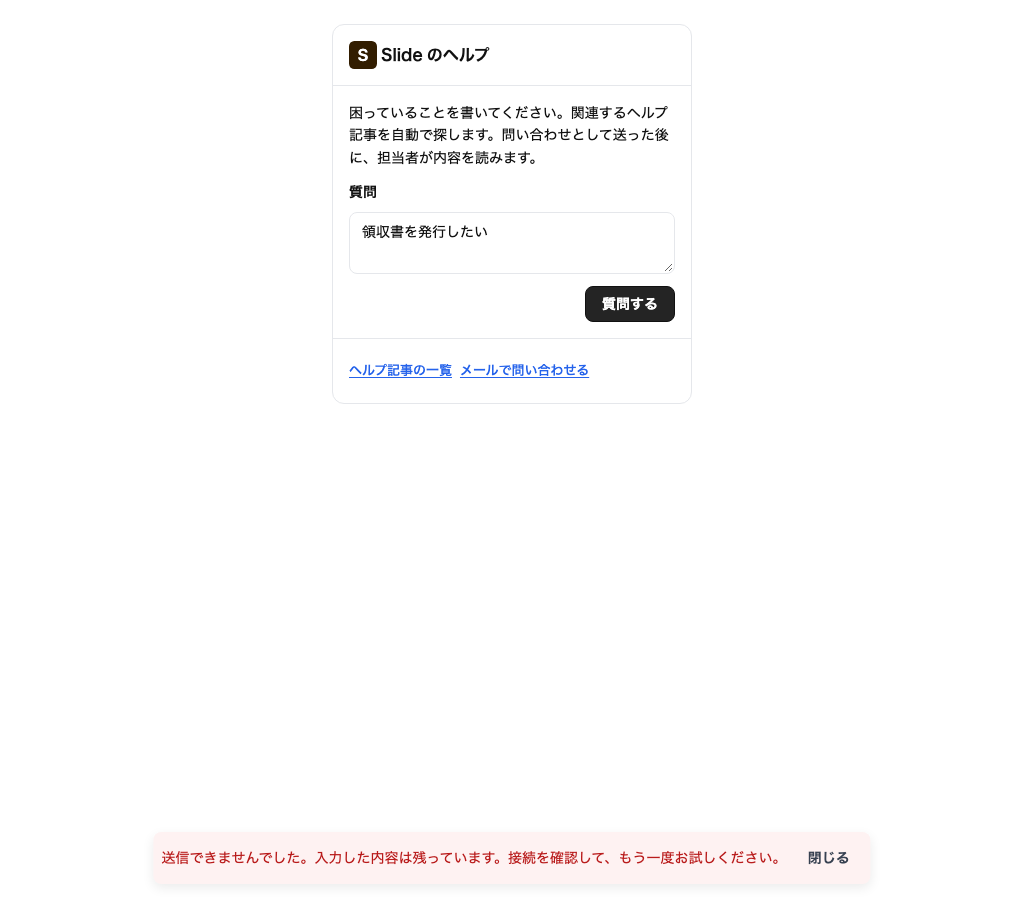 S Slide のヘルプ
困っていることを書いてください。関連するヘルプ
記事を自動で探します。問い合わせとして送った後
に、担当者が内容を読みます。
質問
領収書を発行したい
質問する
ヘルプ記事の一覧 メールで問い合わせる
送信できませんでした。入力した内容は残っています。接続を確認して、もう一度お試しください。 閉じる